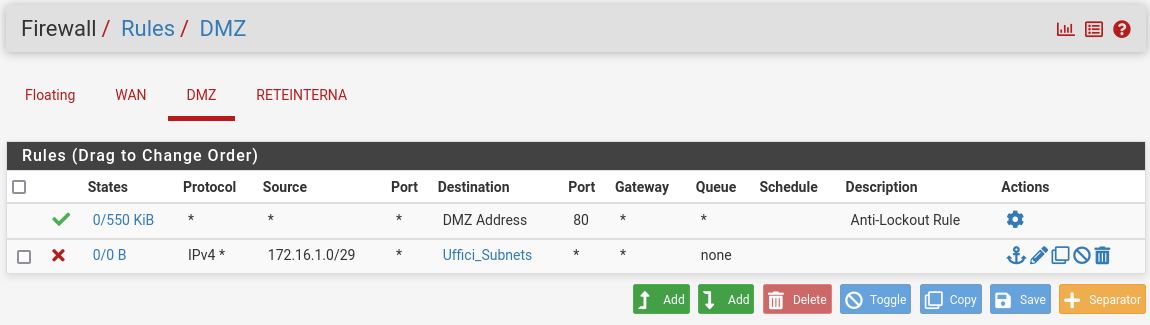 Firewall / Rules / DMZ
Floating WAN DMZ RETEINTERNA
Rules (Drag to Change Order)
States Protocol Source Port Destination Port Gateway Queue Schedule Description Actions
0/550 KiB * * * DMZ Address 80 * * Anti-Lockout Rule
0/0 B IPv4 * 172.16.1.0/29 * Uffici_Subnets * * none
Add Add Delete Toggle Copy Save Separator